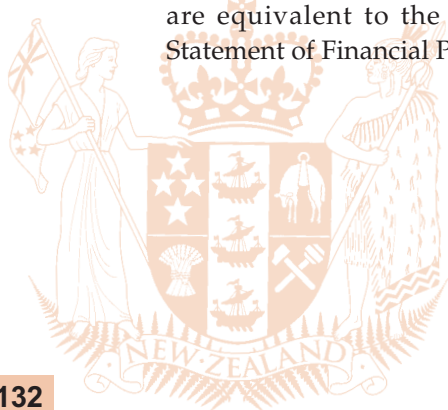 are equivalent to the
Statement of Financial
NEW·ZEALAND
132